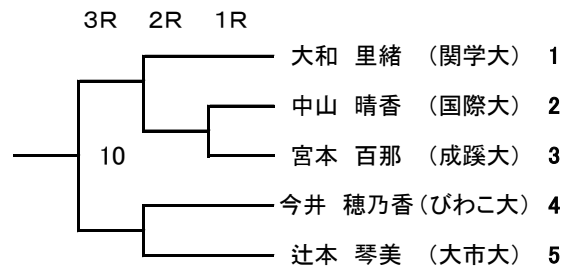 3R 2R 1R
大和 里緒 (関学大) 1
中山 晴香 (国際大) 2
10 宮本 百那 (成蹊大) 3
今井 穂乃香(びわこ大) 4
辻本 琴美 (大市大) 5